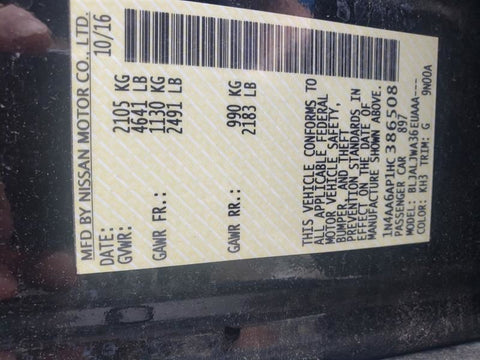 MFD BY NISSAN MOTOR CO., LTD.
DATE: 10/16
GVWR: 2105 KG
4641 LB
GAWR FR.: 1130 KG
2491 LB
GAWR RR.: 990 KG
2183 LB
THIS VEHICLE CONFORMS TO
ALL APPLICABLE FEDERAL
MOTOR VEHICLE SAFETY,
BUMPER, AND THEFT
PREVENTION STANDARDS IN
EFFECT ON THE DATE OF
MANUFACTURE SHOWN ABOVE.
1N4AA6AP1HC386508
PASSENGER CAR 897
MODEL: BLJALJWA36EUAAA---
COLOR: KH3 TRIM: G 9N00A